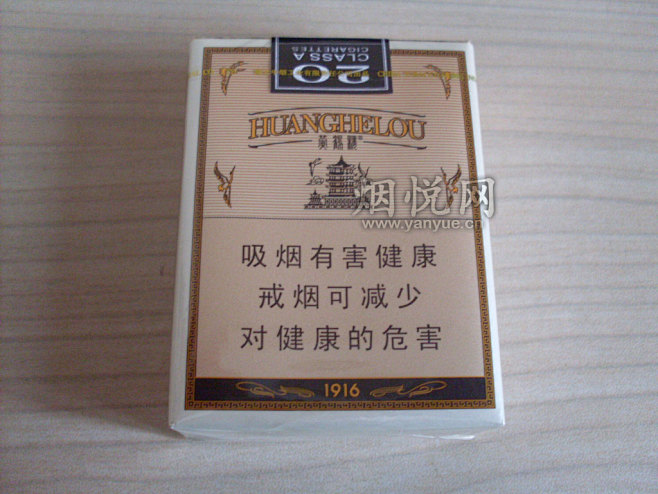 20
CLASS A
CIGARETTES
HUANGHELOU
黄鹤楼
烟悦网
www.yanyue.cn
吸烟有害健康
戒烟可减少
对健康的危害
1916